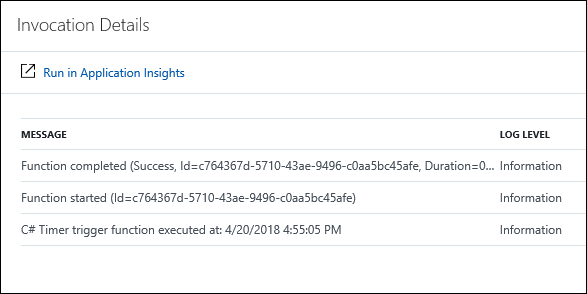 Invocation Details
Run in Application Insights
MESSAGE LOG LEVEL
Function completed (Success, Id=c764367d-5710-43ae-9496-c0aa5bc45afe, Duration=0... Information
Function started (Id=c764367d-5710-43ae-9496-c0aa5bc45afe) Information
C# Timer trigger function executed at: 4/20/2018 4:55:05 PM Information